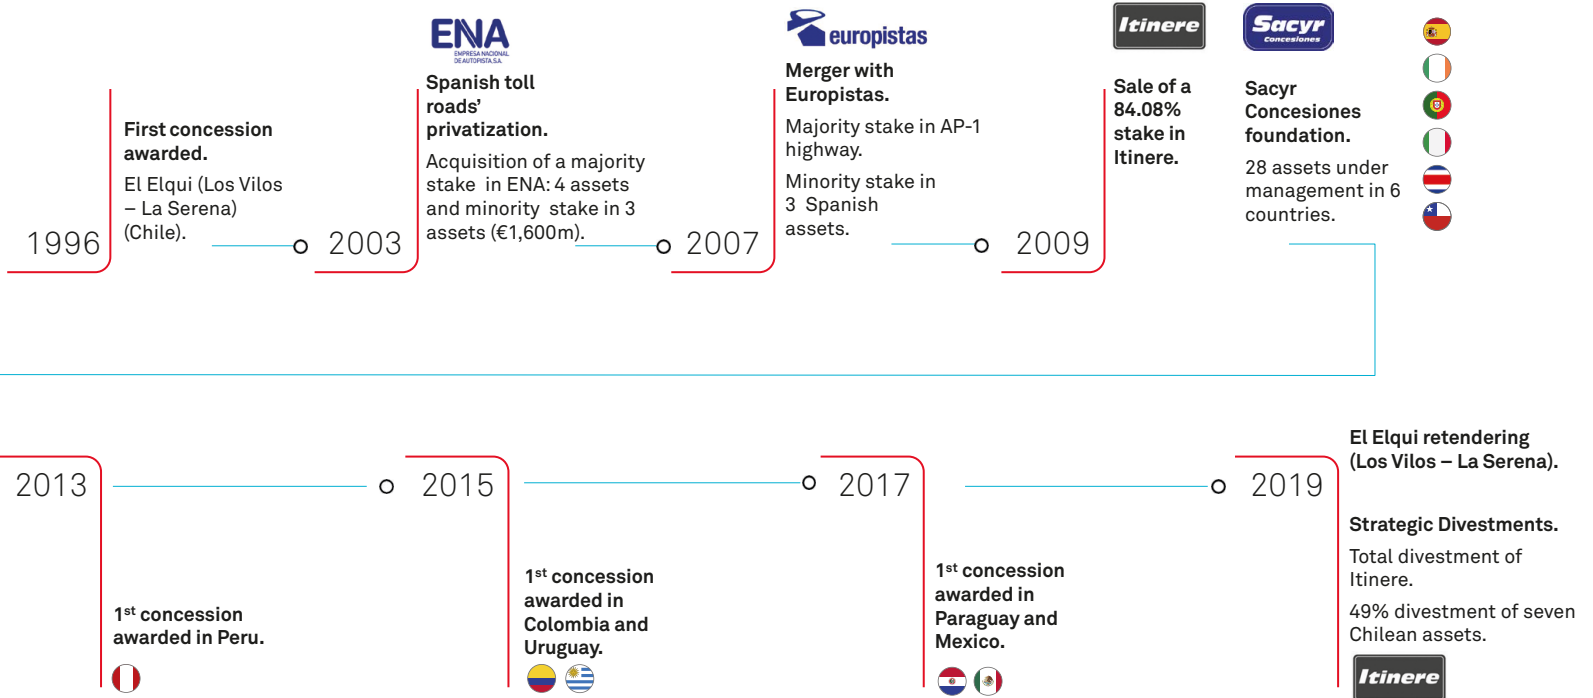 1996
First concession
awarded.
El Elqui (Los Vilos
– La Serena)
(Chile).
2003
ENA
EMPRESA NACIONAL
DE AUTOPISTA,S.A.
Spanish toll
roads’
privatization.
Acquisition of a majority
stake in ENA: 4 assets
and minority stake in 3
assets (€1,600m).
2007
europistas
Merger with
Europistas.
Majority stake in AP-1
highway.
Minority stake in
3 Spanish
assets.
2009
Itinere
Sale of a
84.08%
stake in
Itinere.
Sacyr
Concesiones
Sacyr
Concesiones
foundation.
28 assets under
management in 6
countries.
2013
1st concession
awarded in Peru.
2015
1st concession
awarded in
Colombia and
Uruguay.
2017
1st concession
awarded in
Paraguay and
Mexico.
2019
El Elqui retendering
(Los Vilos – La Serena).
Strategic Divestments.
Total divestment of
Itinere.
49% divestment of seven
Chilean assets.
Itinere